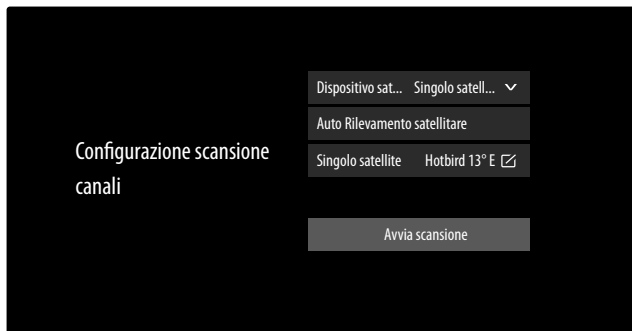 Configurazione scansione
canali
Dispositivo sat... Singolo satell...
Auto Rilevamento satellitare
Singolo satellite Hotbird 13° E
Avvia scansione